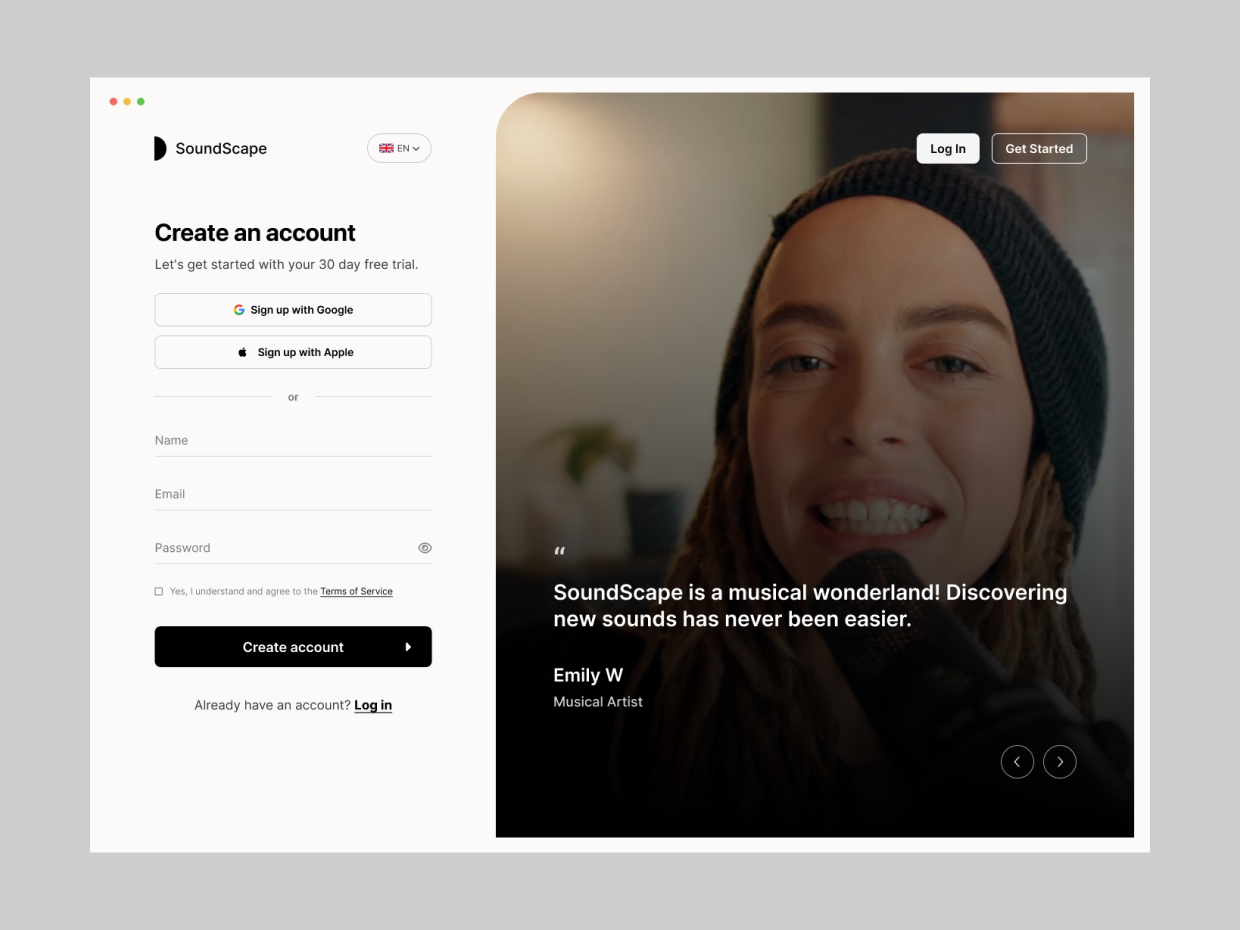 SoundScape
EN
Create an account
Let's get started with your 30 day free trial.
Sign up with Google
Sign up with Apple
or
Name
Email
Password
Yes, I understand and agree to the Terms of Service
Create account
Already have an account? Log in
Log In
Get Started
“
SoundScape is a musical wonderland! Discovering
new sounds has never been easier.
Emily W
Musical Artist